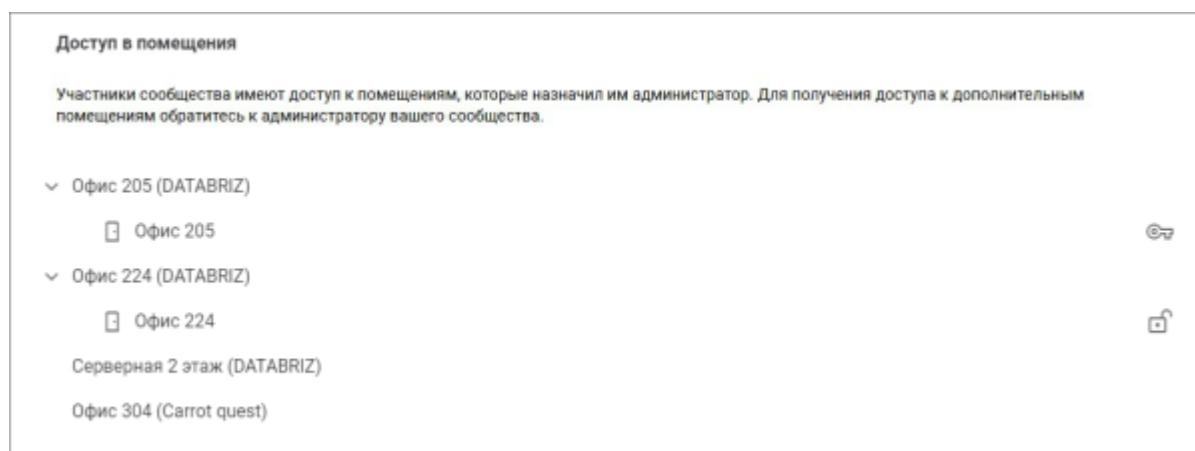 Доступ в помещения
Участники сообщества имеют доступ к помещениям, которые назначил им администратор. Для получения доступа к дополнительным
помещениям обратитесь к администратору вашего сообщества.
Офис 205 (DATABRIZ)
Офис 205
Офис 224 (DATABRIZ)
Офис 224
Серверная 2 этаж (DATABRIZ)
Офис 304 (Carrot quest)